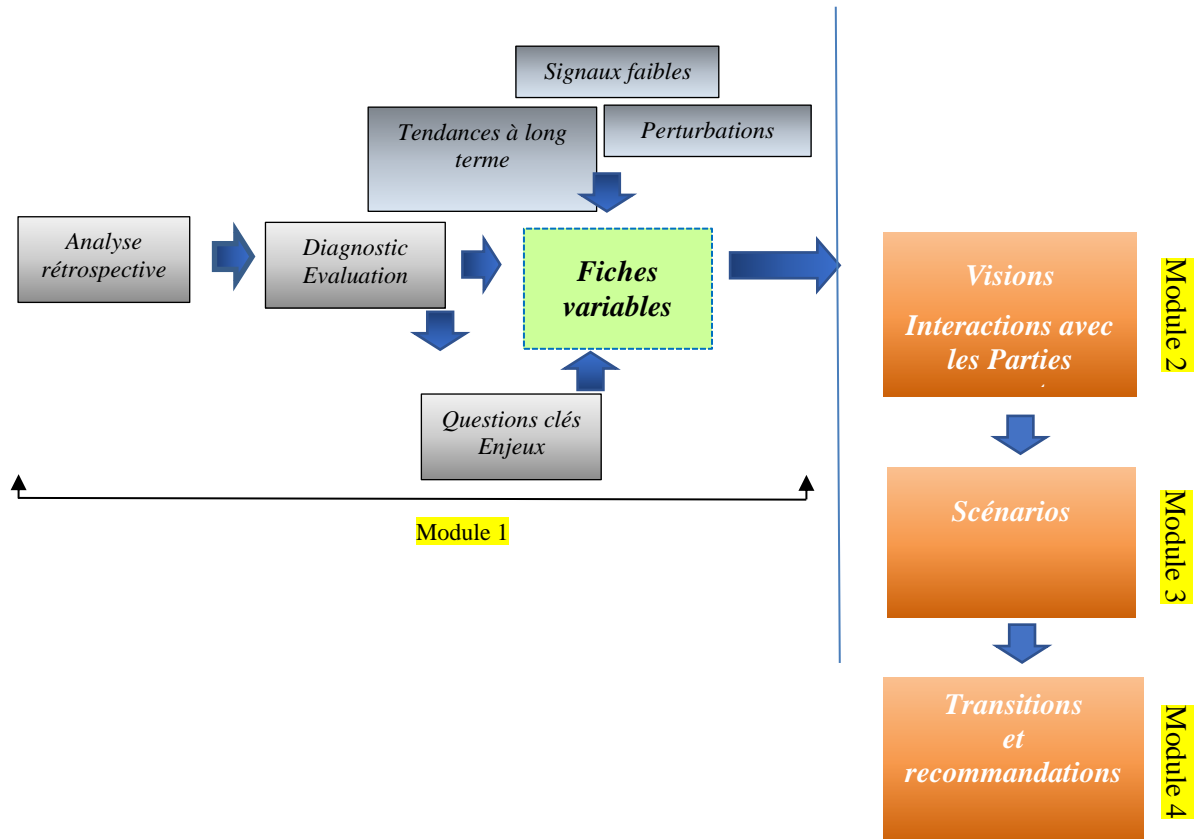 Signaux faibles
Tendances à long
terme
Perturbations
Analyse
rétrospective
Diagnostic
Evaluation
Fiches
variables
Questions clés
Enjeux
Module 1
Visions
Interactions avec
les Parties
Module 2
Scénarios
Module 3
Transitions
et
recommandations
Module 4